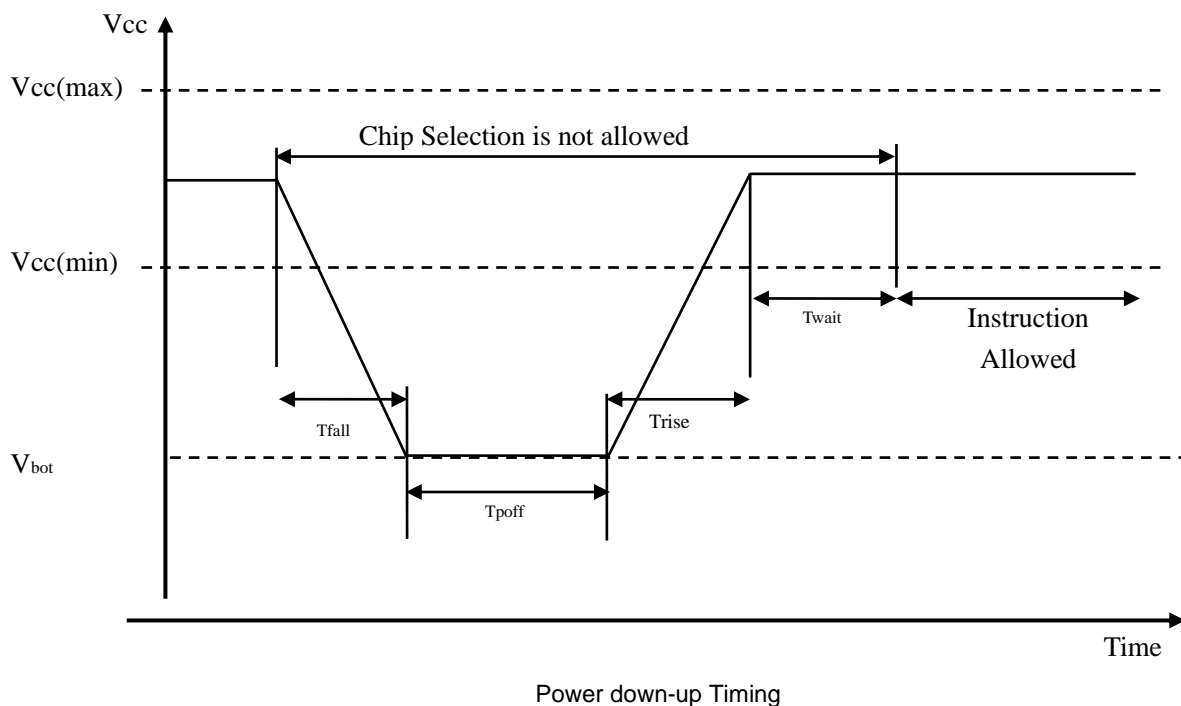 Vcc
Vcc(max)
Chip Selection is not allowed
Vcc(min)
Twait
Instruction
Allowed
Tfall
Trise
Vbot
Tpoff
Time
Power down-up Timing